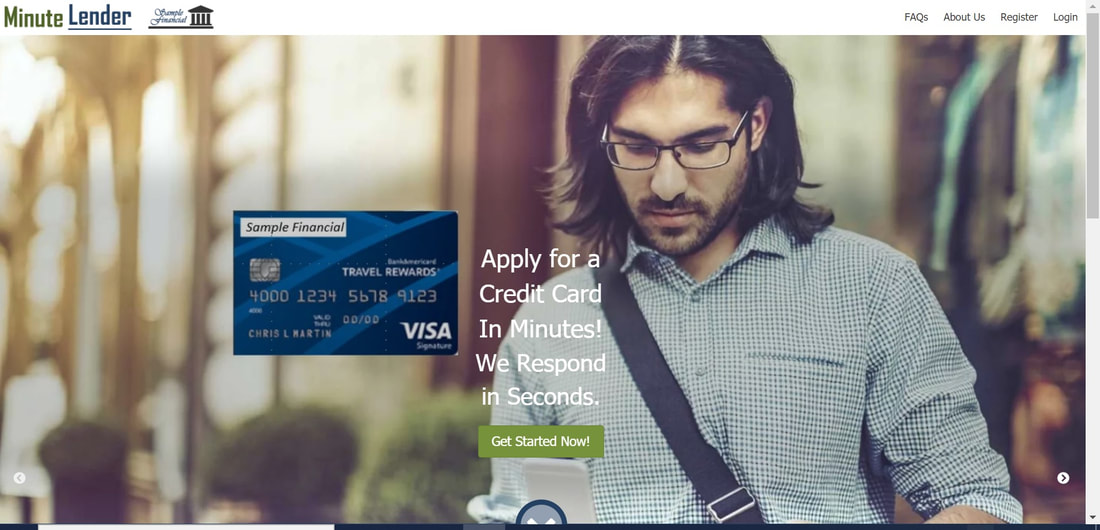 Minute Lender
Sample
Financial
FAQs
About Us
Register
Login
Sample Financial
BankAmericard
TRAVEL REWARDS
4000 1234 5678 9123
4000
VALID
THRU
00/00
CHRIS L MARTIN
VISA
Signature
Apply for a
Credit Card
In Minutes!
We Respond
in Seconds.
Get Started Now!